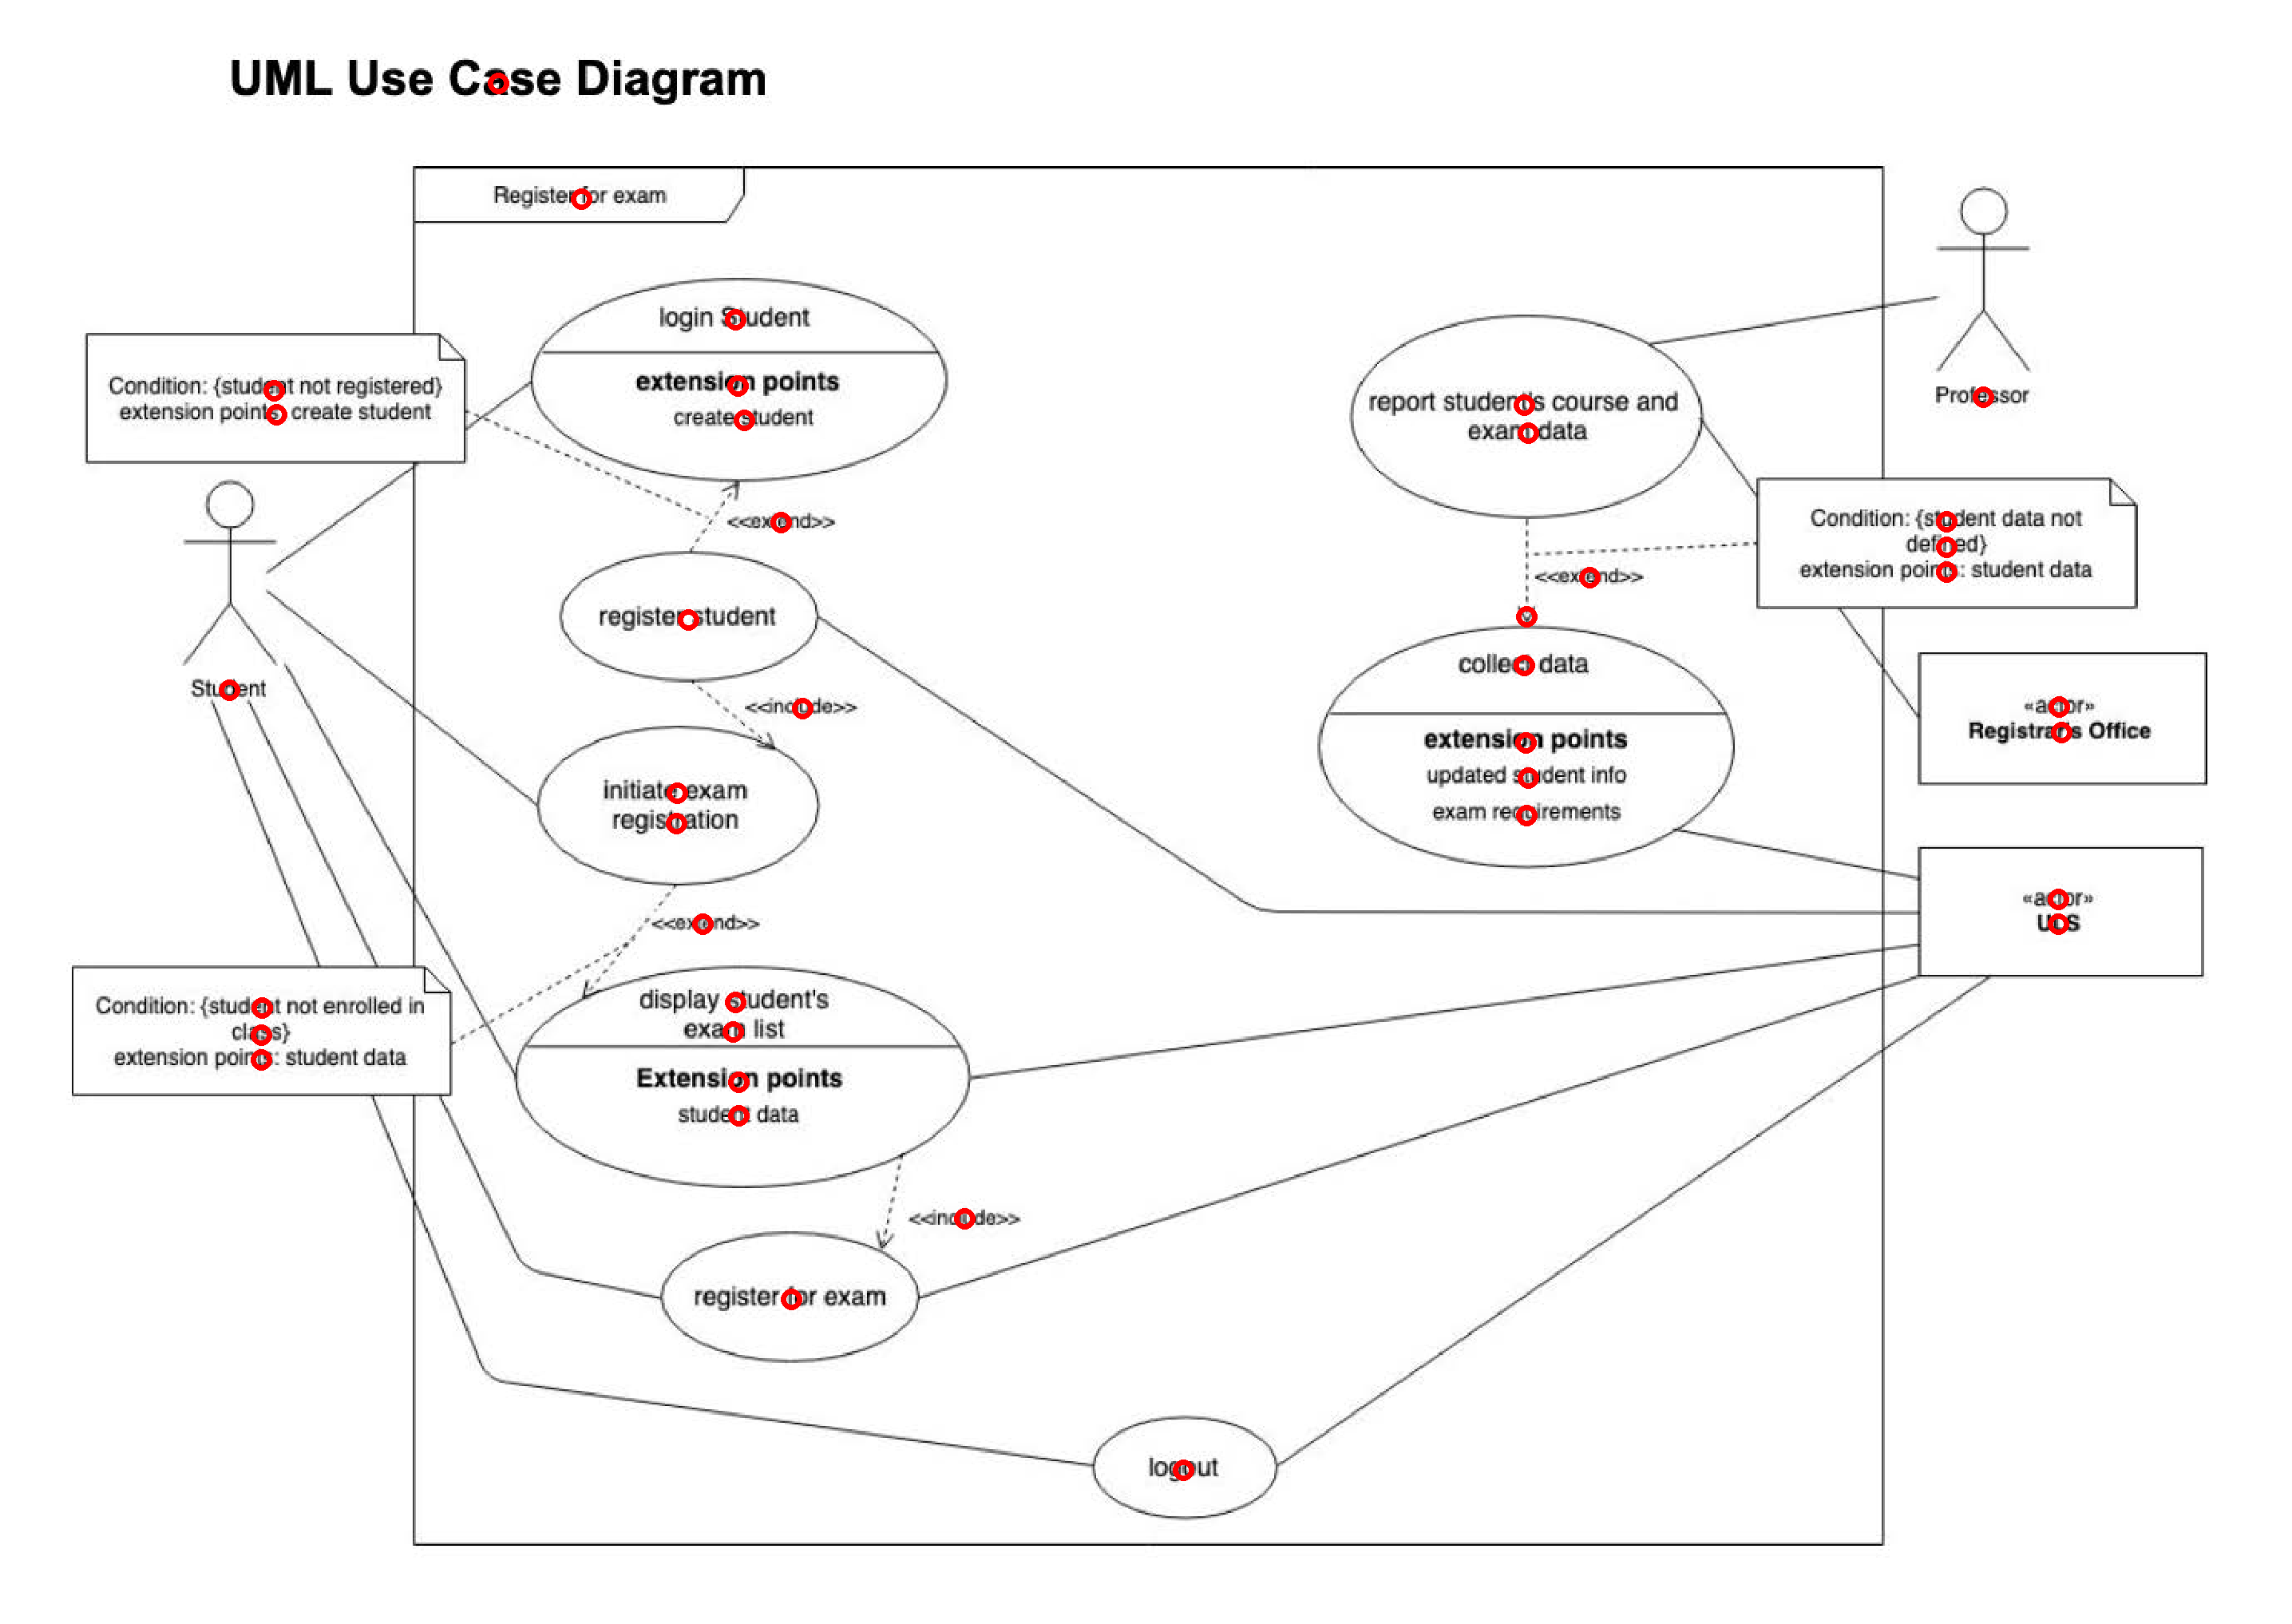 UML Use Case Diagram
Register for exam
login Student
extension points
create student
Condition: {student not registered}
extension points: create student
<<extend>>
register student
<<include>>
Student
initiate exam
registration
<<extend>>
display student's
exam list
Extension points
student data
Condition: {student not enrolled in
class}
extension points: student data
<<include>>
register for exam
logout
Professor
report student's course and
exam data
Condition: {student data not
defined}
extension points: student data
<<extend>>
collect data
extension points
updated student info
exam requirements
«actor»
Registrar's Office
«actor»